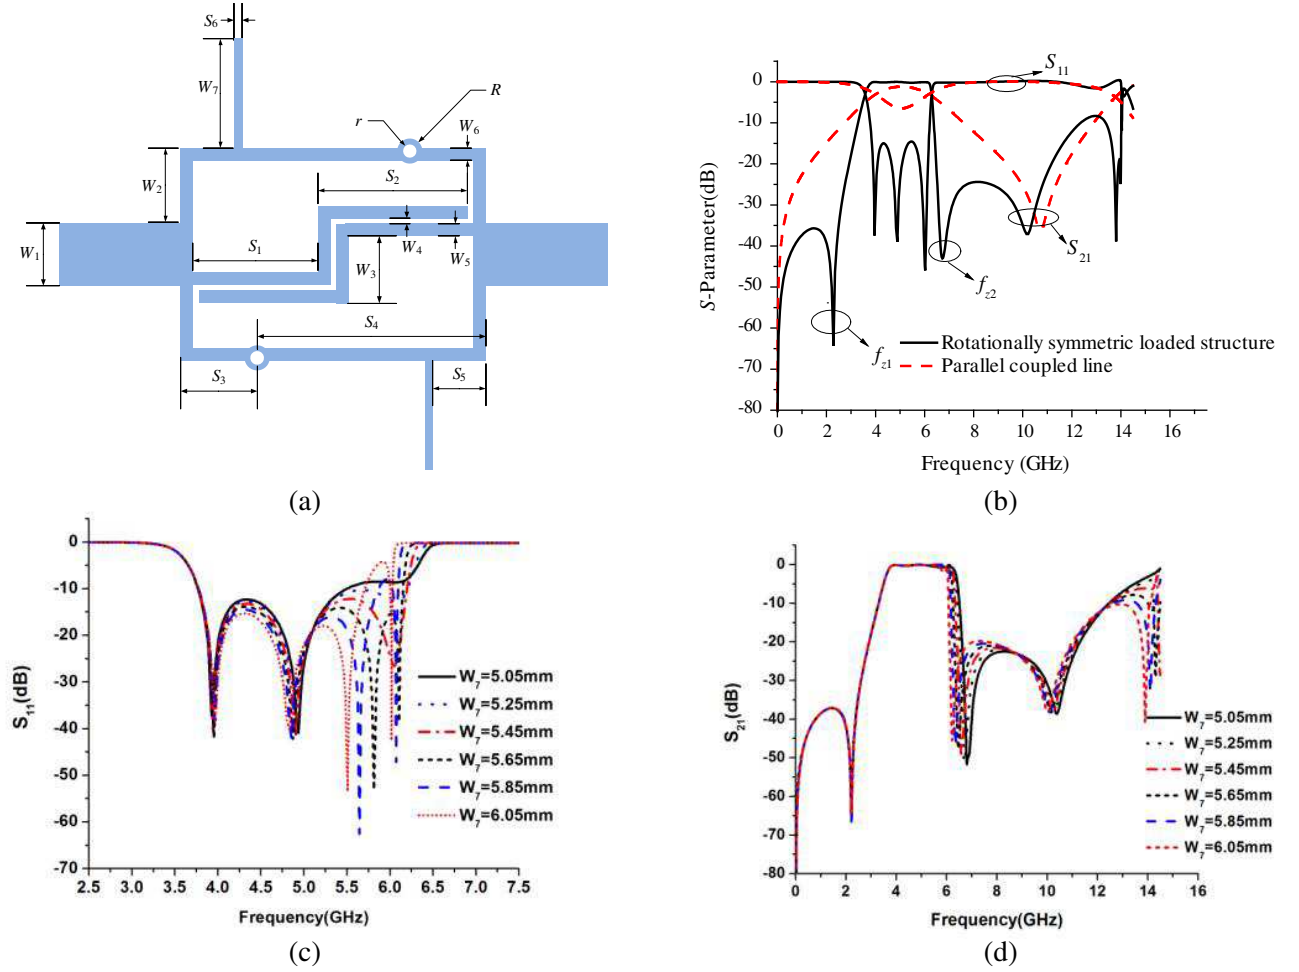 S6
W7
R
r
W6
W2
S2
W1
S1
W4
W5
W3
S4
S3
S5
(a)
S11
0
-10
-20
-30
-40
-50
-60
-70
-80
S-Parameter(dB)
S21
fz2
fz1
Rotationally symmetric loaded structure
Parallel coupled line
0 2 4 6 8 10 12 14 16
Frequency (GHz)
(b)
0
-10
-20
-30
-40
-50
-60
-70
S11(dB)
W7=5.05mm
W7=5.25mm
W7=5.45mm
W7=5.65mm
W7=5.85mm
W7=6.05mm
2.5 3.0 3.5 4.0 4.5 5.0 5.5 6.0 6.5 7.0 7.5
Frequency(GHz)
(c)
0
-10
-20
-30
-40
-50
-60
-70
-80
S21(dB)
W7=5.05mm
W7=5.25mm
W7=5.45mm
W7=5.65mm
W7=5.85mm
W7=6.05mm
0 2 4 6 8 10 12 14 16
Frequency(GHz)
(d)